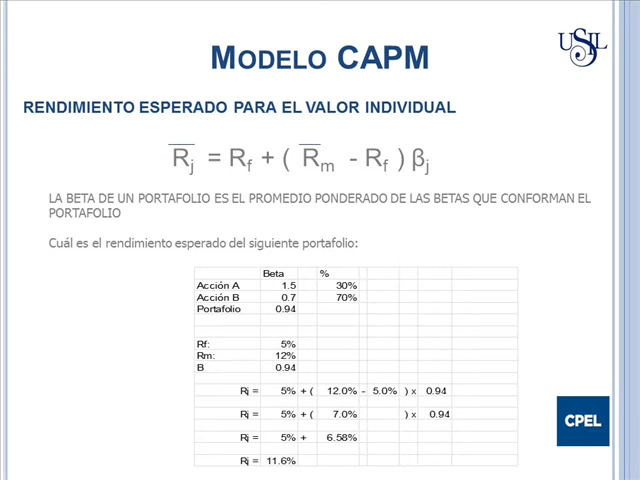 USIL
MODELO CAPM
RENDIMIENTO ESPERADO PARA EL VALOR INDIVIDUAL
Rj = Rf + ( Rm - Rf ) βj
LA BETA DE UN PORTAFOLIO ES EL PROMEDIO PONDERADO DE LAS BETAS QUE CONFORMAN EL
PORTAFOLIO
Cuál es el rendimiento esperado del siguiente portafolio:
Beta %
Acción A 1.5 30%
Acción B 0.7 70%
Portafolio 0.94
Rf: 5%
Rm: 12%
B 0.94
Rj = 5% + ( 12.0% - 5.0% ) x 0.94
Rj = 5% + ( 7.0% ) x 0.94
Rj = 5% + 6.58%
Rj = 11.6%
CPEL